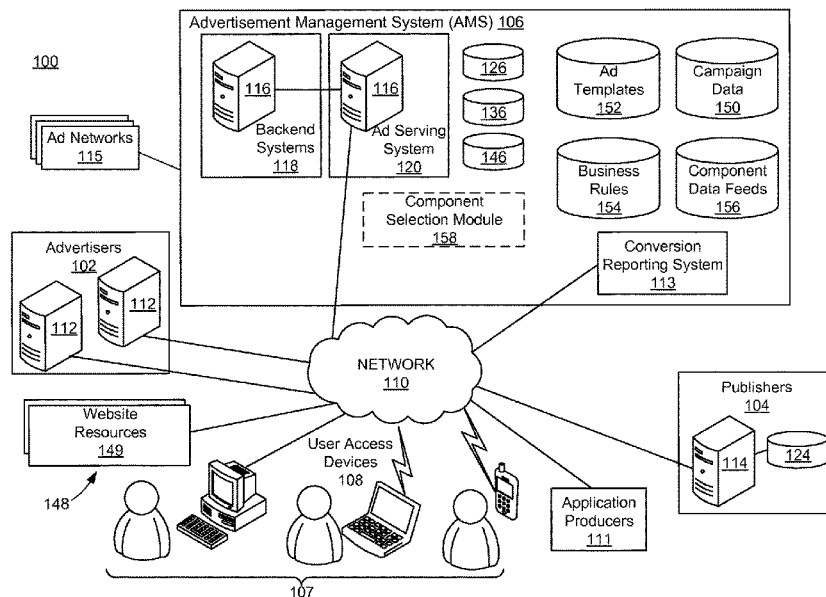 Advertisement Management System (AMS) 106
100
116
116
Backend
Systems
118
Ad Serving
System
120
126
136
146
Ad
Templates
152
Campaign
Data
150
Business
Rules
154
Component
Data Feeds
156
Component
Selection Module
158
Conversion
Reporting System
113
Ad Networks
115
Advertisers
102
112
112
NETWORK
110
Publishers
104
114
124
Website
Resources
149
148
User Access
Devices
108
Application
Producers
111
107